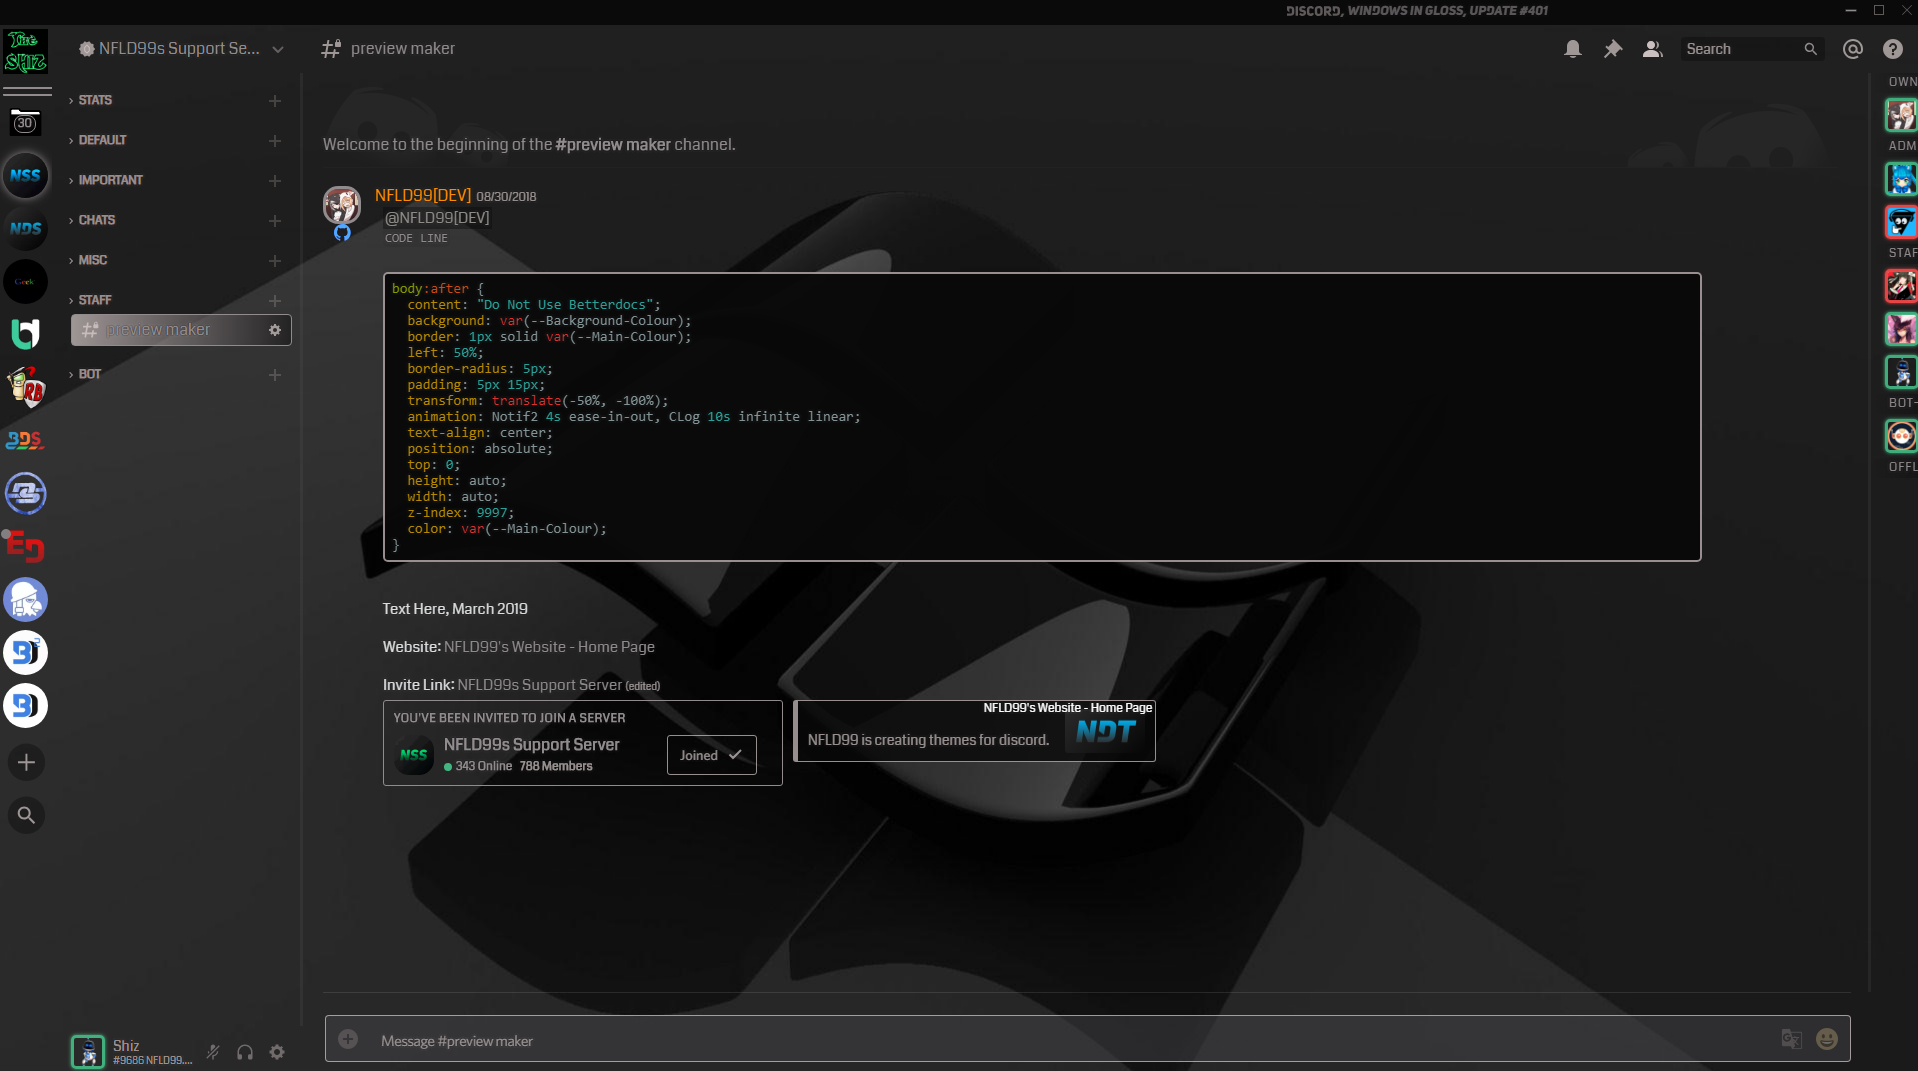 DISCORD, WINDOWS IN GLOSS, UPDATE #401
The
SHIZ
NFLD99s Support Se...
preview maker
Search
30
NSS
NDS
Geek
RB
BDS
ED
STATS
DEFAULT
IMPORTANT
CHATS
MISC
STAFF
preview maker
BOT
Welcome to the beginning of the #preview maker channel.
NFLD99[DEV] 08/30/2018
@NFLD99[DEV]
CODE LINE
body:after {
content: "Do Not Use Betterdocs";
background: var(--Background-Colour);
border: 1px solid var(--Main-Colour);
left: 50%;
border-radius: 5px;
padding: 5px 15px;
transform: translate(-50%, -100%);
animation: Notif2 4s ease-in-out, CLog 10s infinite linear;
text-align: center;
position: absolute;
top: 0;
height: auto;
width: auto;
z-index: 9997;
color: var(--Main-Colour);
}
Text Here, March 2019
Website: NFLD99's Website - Home Page
Invite Link: NFLD99s Support Server (edited)
YOU'VE BEEN INVITED TO JOIN A SERVER
NSS
NFLD99s Support Server
343 Online 788 Members
Joined
NFLD99's Website - Home Page
NFLD99 is creating themes for discord.
NDT
OWN
ADM
STAF
BOT-
OFFL
Shiz
#9686 NFLD99....
Message #preview maker